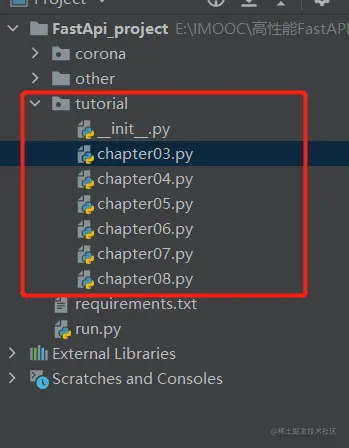 Project
FastApi_project E:\IMOOC\高性能FastAPI
corona
other
tutorial
__init__.py
chapter03.py
chapter04.py
chapter05.py
chapter06.py
chapter07.py
chapter08.py
requirements.txt
run.py
External Libraries
Scratches and Consoles
@稀土掘金技术社区